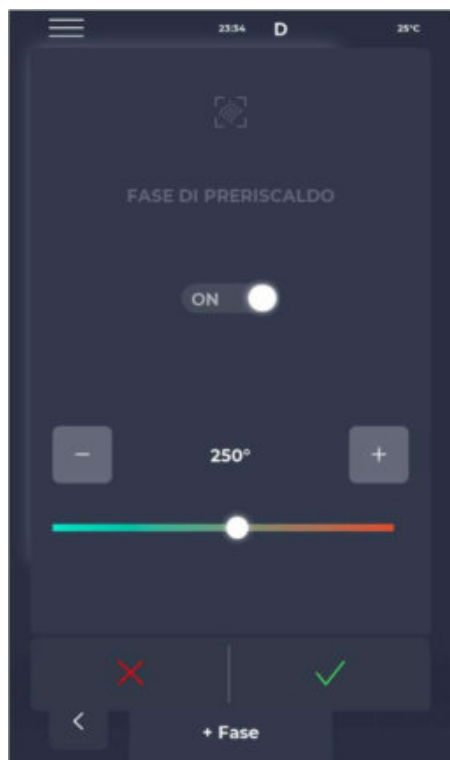 23:34 D 25°C
FASE DI PRERISCALDO
ON
− 250° +
+ Fase